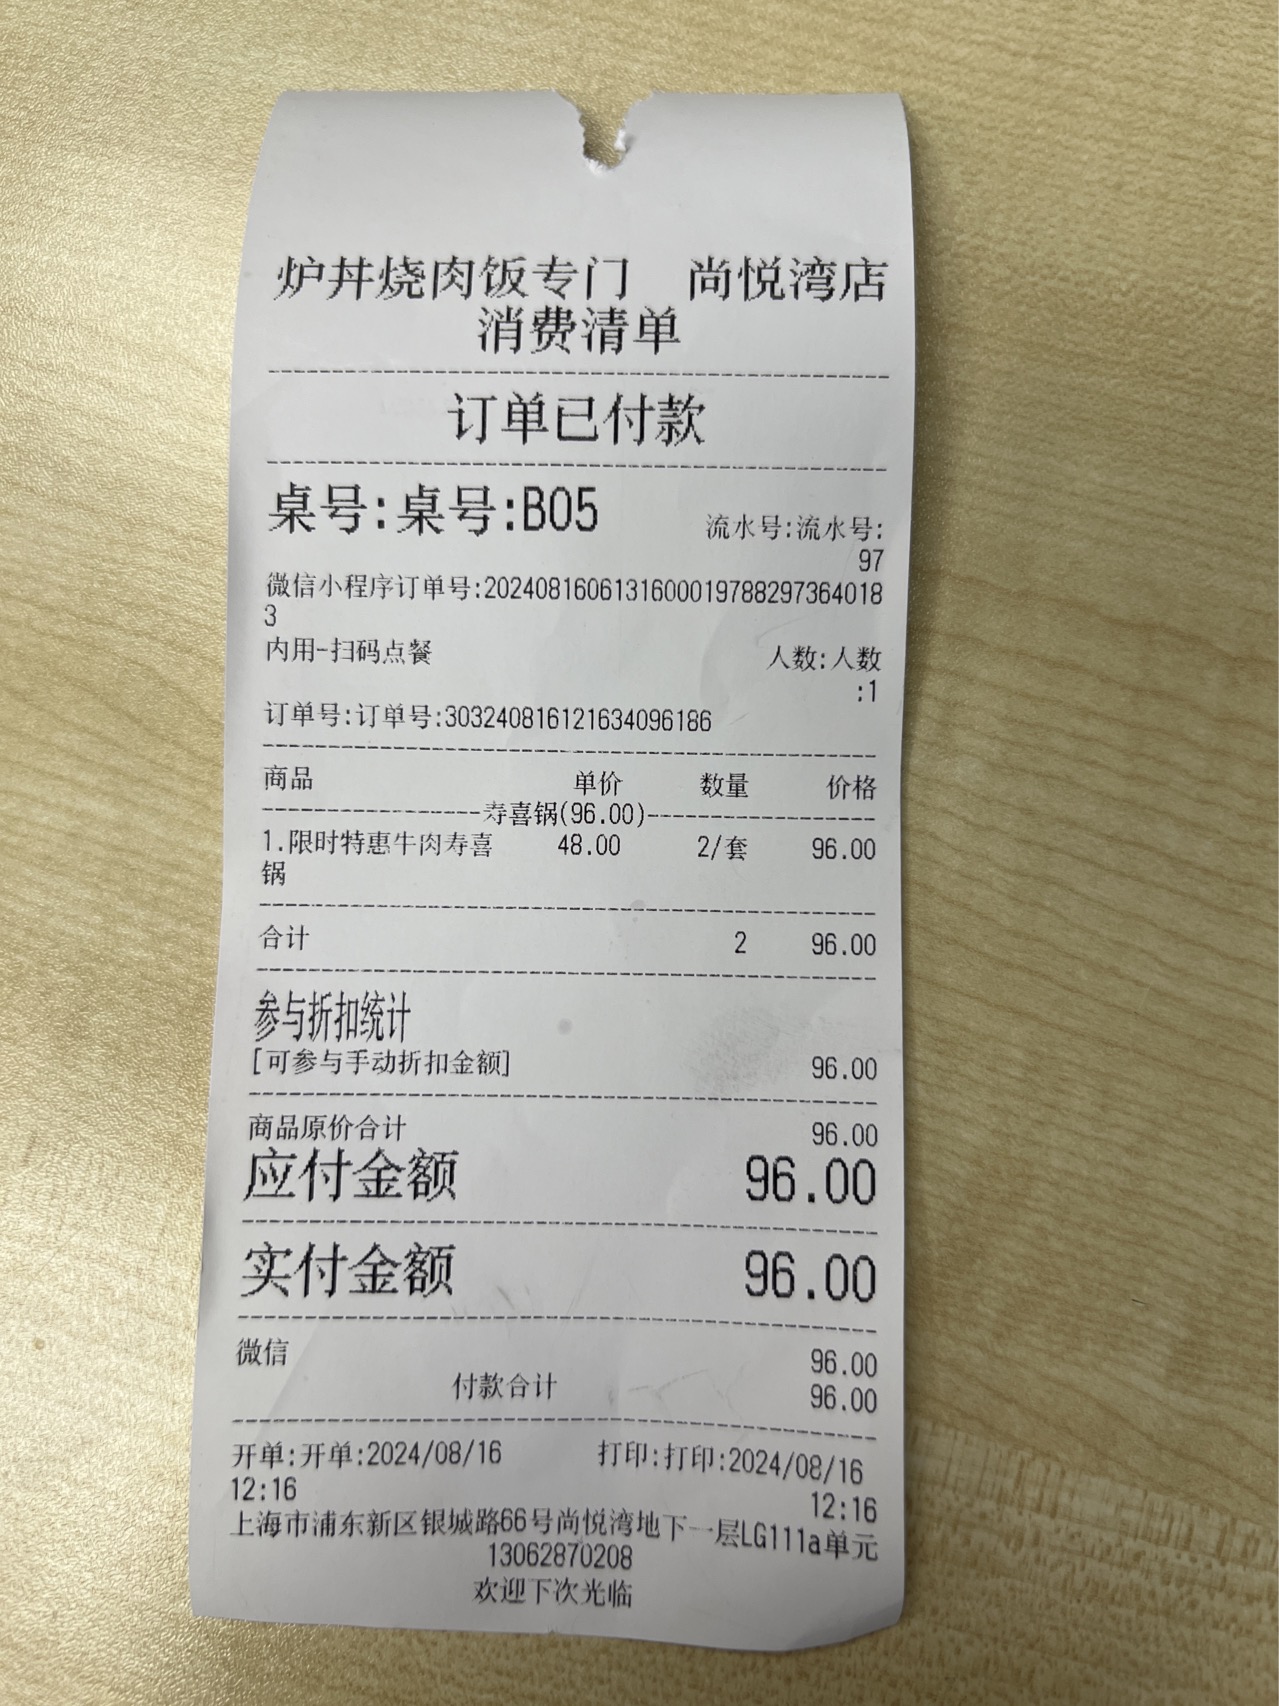 炉丼烧肉饭专门 尚悦湾店
消费清单
订单已付款
桌号:桌号:B05 流水号:流水号:
97
微信小程序订单号:2024081606131600019788297364018
3
内用-扫码点餐 人数:人数
:1
订单号:订单号:303240816121634096186
商品 单价 数量 价格
寿喜锅(96.00)
1.限时特惠牛肉寿喜 48.00 2/套 96.00
锅
合计 2 96.00
参与折扣统计
[可参与手动折扣金额] 96.00
商品原价合计 96.00
应付金额 96.00
实付金额 96.00
微信 96.00
付款合计 96.00
开单:开单:2024/08/16 打印:打印:2024/08/16
12:16 12:16
上海市浦东新区银城路66号尚悦湾地下一层LG111a单元
13062870208
欢迎下次光临